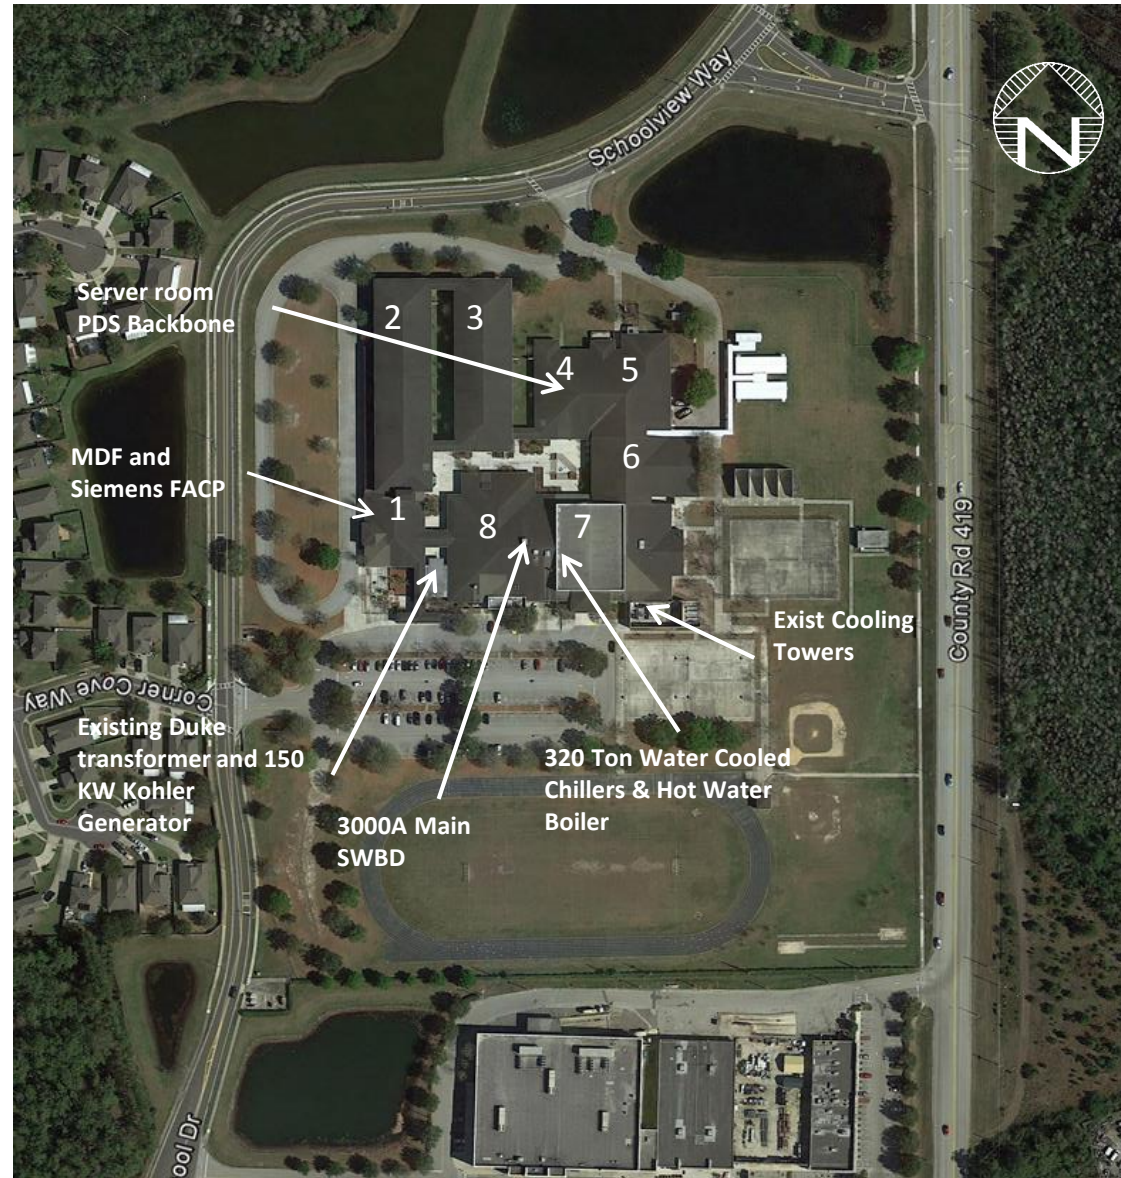 Schoolview Way
N
Server room
PDS Backbone
2
3
4
5
MDF and
Siemens FACP
6
1
8
7
County Rd 419
Exist Cooling
Towers
Corner Cove Way
Existing Duke
transformer and 150
KW Kohler
Generator
320 Ton Water Cooled
Chillers & Hot Water
Boiler
3000A Main
SWBD
ool Dr